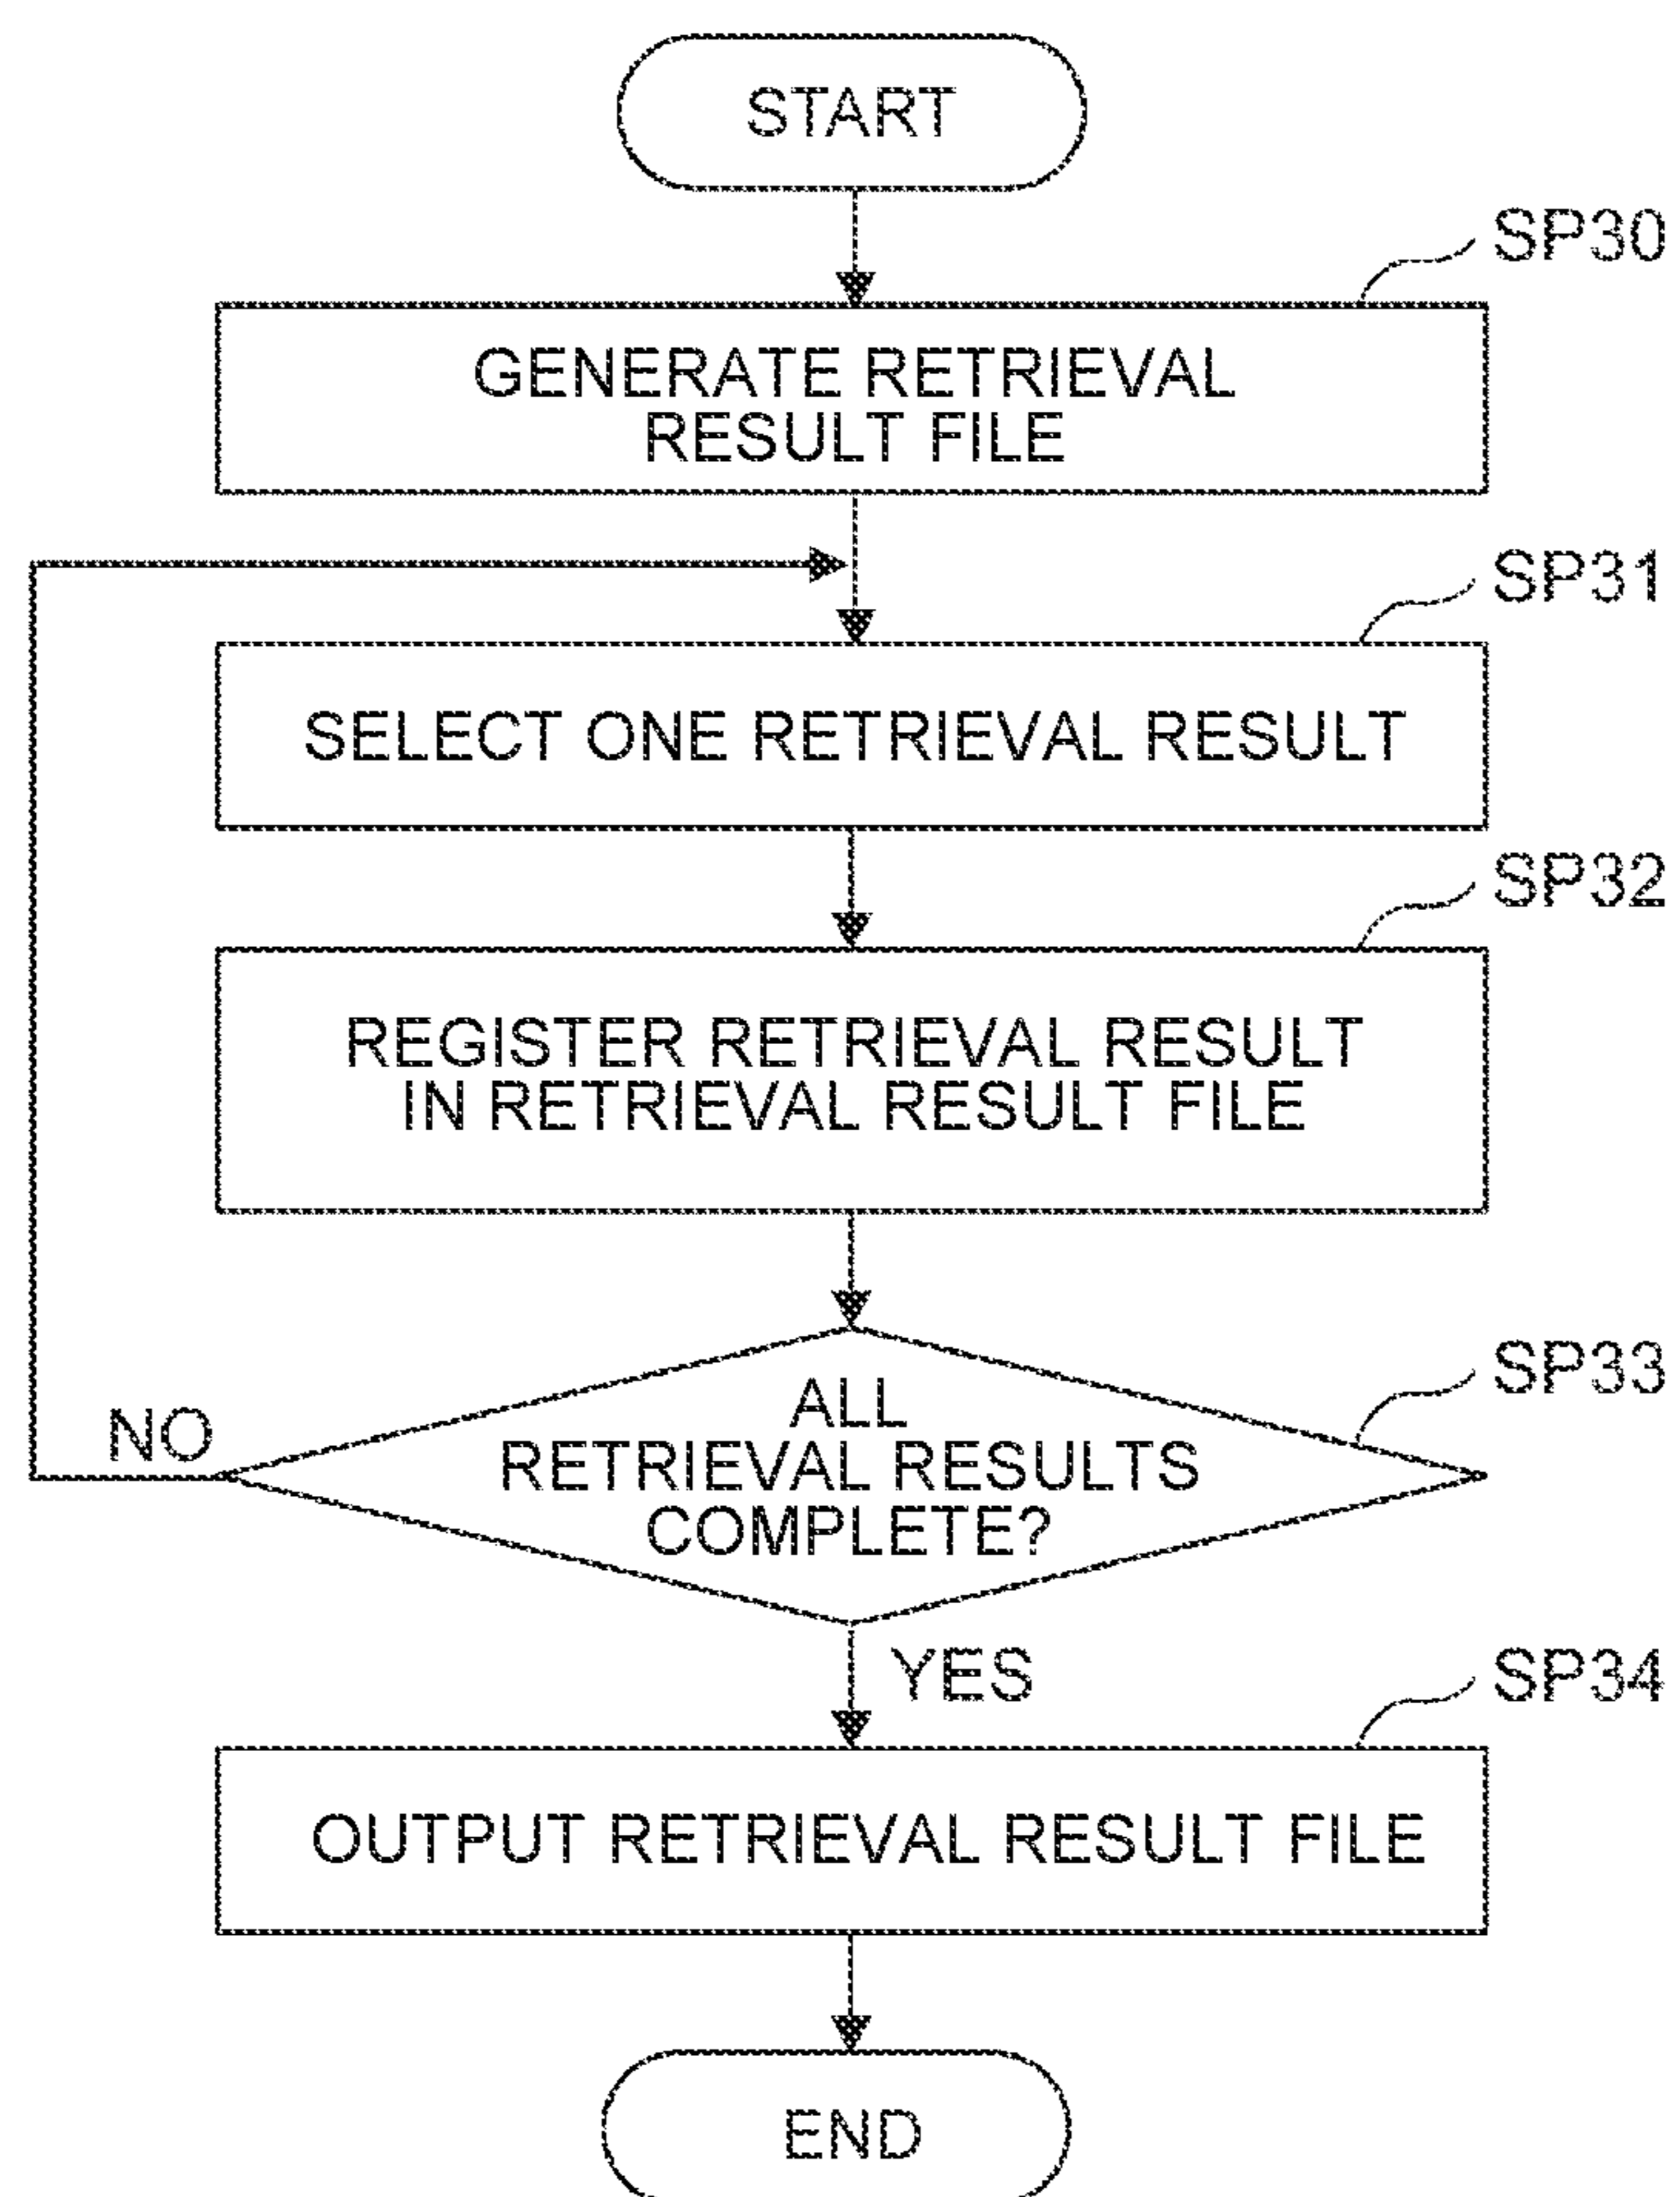 START
SP30
GENERATE RETRIEVAL
RESULT FILE
SP31
SELECT ONE RETRIEVAL RESULT
SP32
REGISTER RETRIEVAL RESULT
IN RETRIEVAL RESULT FILE
SP33
ALL
RETRIEVAL RESULTS
COMPLETE?
NO
YES
SP34
OUTPUT RETRIEVAL RESULT FILE
END